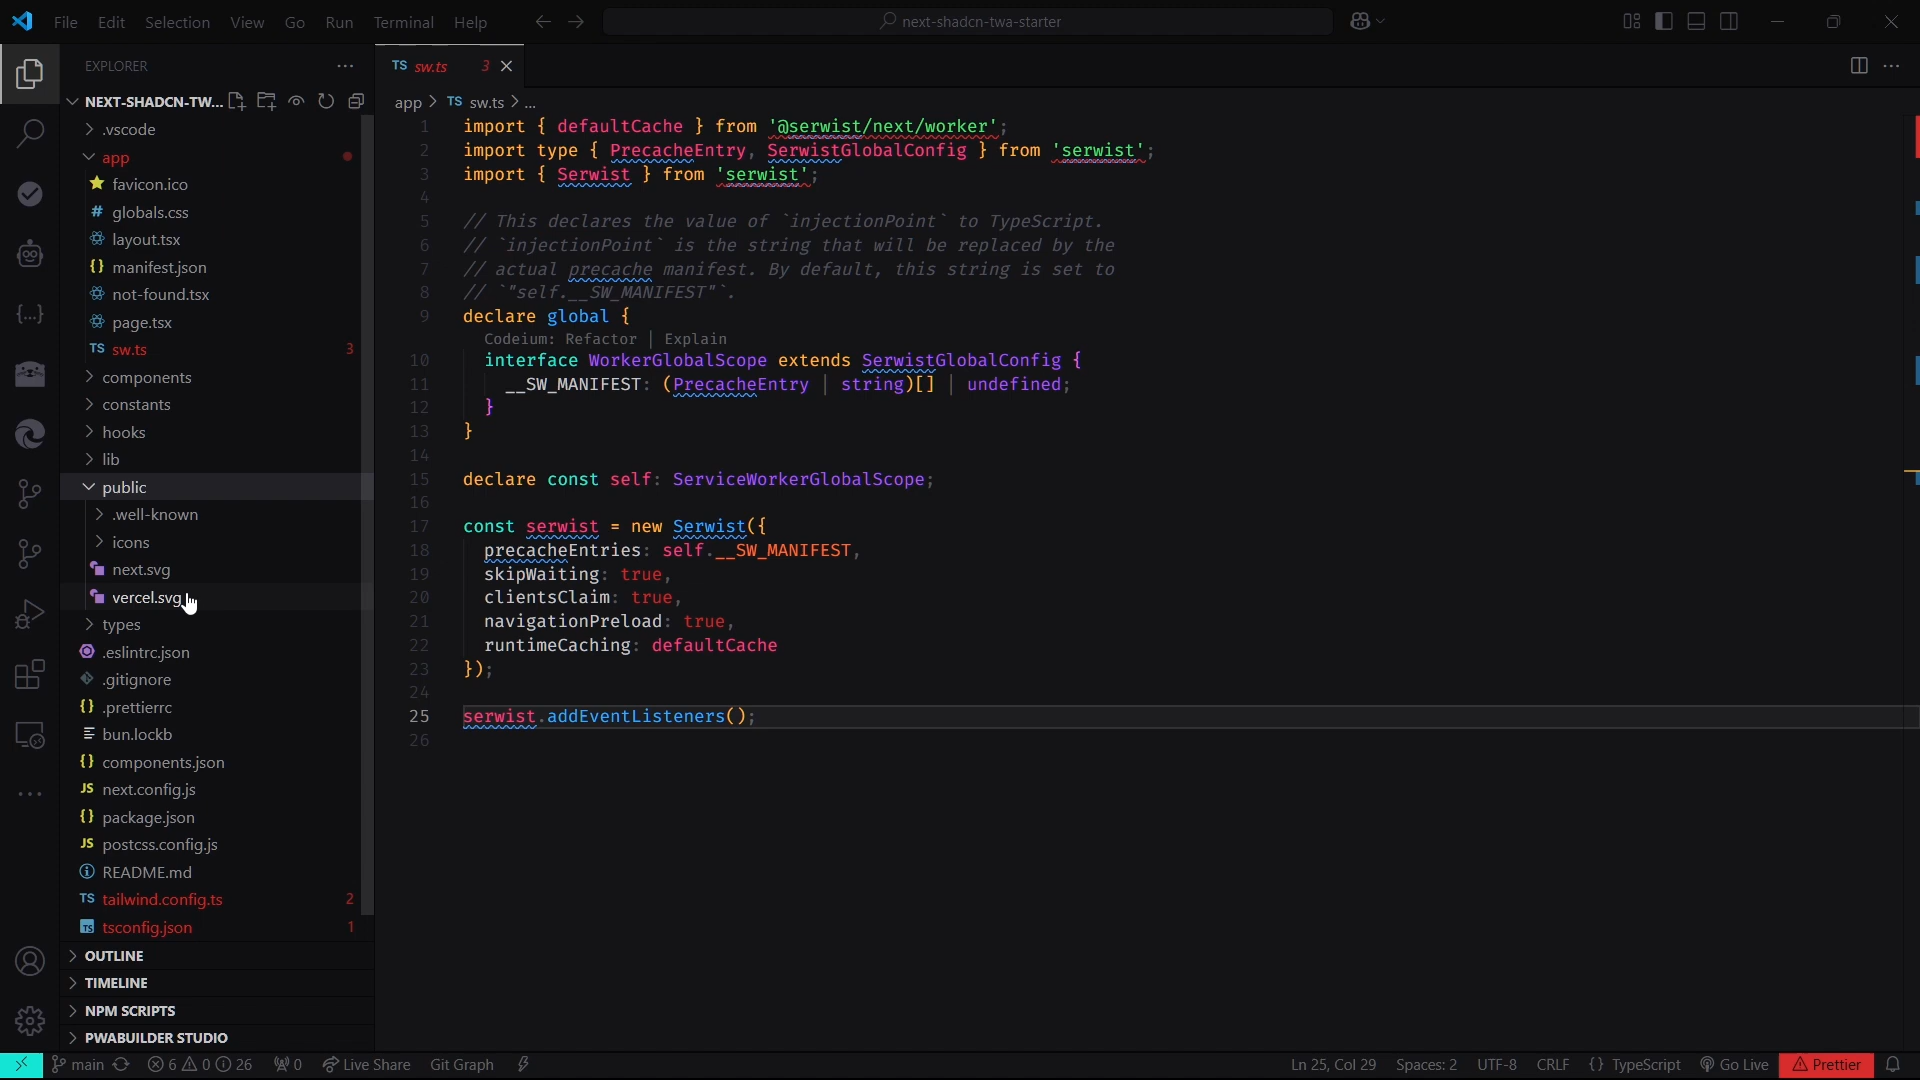 File Edit Selection View Go Run Terminal Help
next-shadcn-twa-starter
EXPLORER
NEXT-SHADCN-TW...
.vscode
app
favicon.ico
# globals.css
layout.tsx
{} manifest.json
not-found.tsx
page.tsx
TS sw.ts 3
components
constants
hooks
lib
public
.well-known
icons
next.svg
vercel.svg
types
.eslintrc.json
.gitignore
{} .prettierrc
bun.lockb
{} components.json
JS next.config.js
{} package.json
JS postcss.config.js
README.md
TS tailwind.config.ts 2
TS tsconfig.json 1
OUTLINE
TIMELINE
NPM SCRIPTS
PWABUILDER STUDIO
TS sw.ts 3
app > TS sw.ts > ...
1 import { defaultCache } from '@serwist/next/worker';
2 import type { PrecacheEntry, SerwistGlobalConfig } from 'serwist';
3 import { Serwist } from 'serwist';
4
5 // This declares the value of `injectionPoint` to TypeScript.
6 // `injectionPoint` is the string that will be replaced by the
7 // actual precache manifest. By default, this string is set to
8 // `"self.__SW_MANIFEST"`.
9 declare global {
Codeium: Refactor | Explain
10 interface WorkerGlobalScope extends SerwistGlobalConfig {
11 __SW_MANIFEST: (PrecacheEntry | string)[] | undefined;
12 }
13 }
14
15 declare const self: ServiceWorkerGlobalScope;
16
17 const serwist = new Serwist({
18 precacheEntries: self.__SW_MANIFEST,
19 skipWaiting: true,
20 clientsClaim: true,
21 navigationPreload: true,
22 runtimeCaching: defaultCache
23 });
24
25 serwist.addEventListeners();
26
main 6 0 26 0 Live Share Git Graph Ln 25, Col 29 Spaces: 2 UTF-8 CRLF {} TypeScript Go Live Prettier